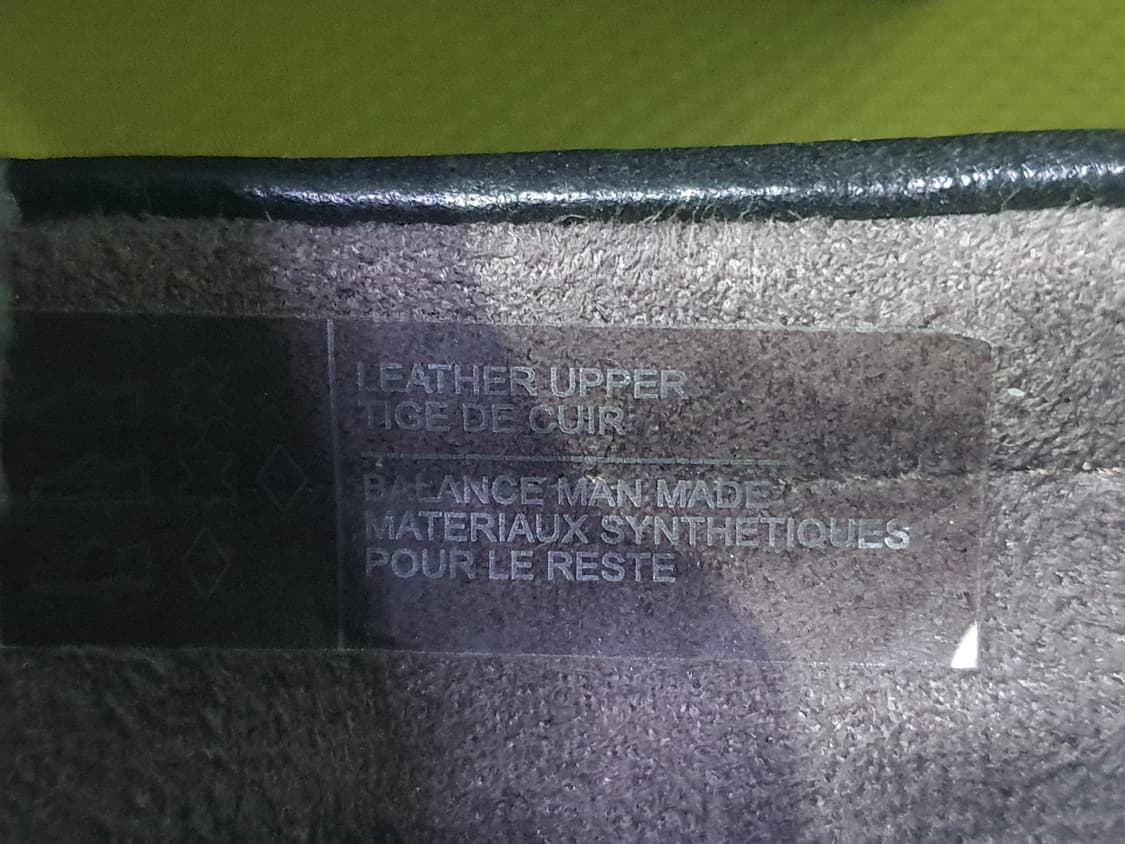 LEATHER UPPER
TIGE DE CUIR
BALANCE MAN MADE
MATERIAUX SYNTHETIQUES
POUR LE RESTE